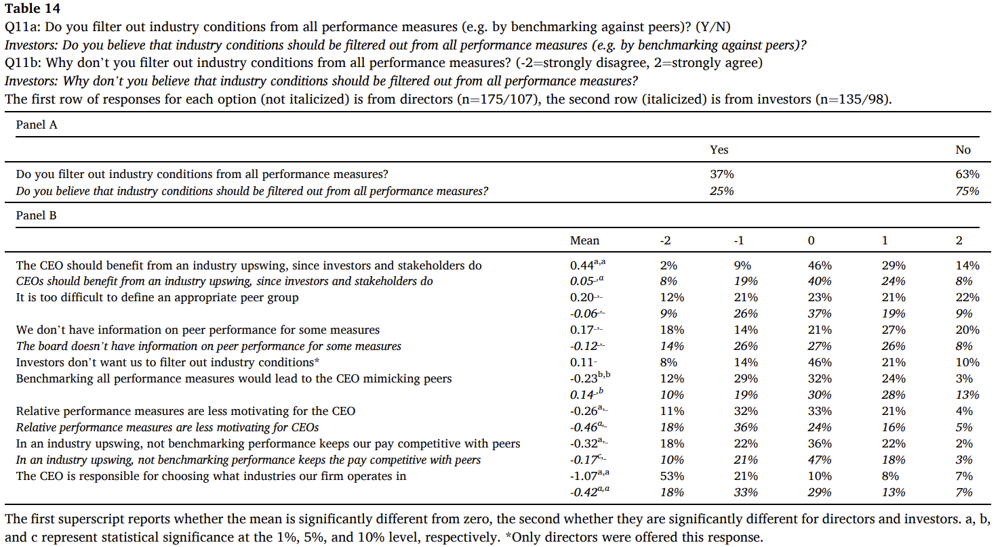 Table 14
Q11a: Do you filter out industry conditions from all performance measures (e.g. by benchmarking against peers)? (Y/N)
Investors: Do you believe that industry conditions should be filtered out from all performance measures (e.g. by benchmarking against peers)?
Q11b: Why don't you filter out industry conditions from all performance measures? (-2=strongly disagree, 2=strongly agree)
Investors: Why don't you believe that industry conditions should be filtered out from all performance measures?
The first row of responses for each option (not italicized) is from directors (n=175/107), the second row (italicized) is from investors (n=135/98).
Panel A
Yes No
Do you filter out industry conditions from all performance measures? 37% 63%
Do you believe that industry conditions should be filtered out from all performance measures? 25% 75%
Panel B
Mean -2 -1 0 1 2
The CEO should benefit from an industry upswing, since investors and stakeholders do 0.44a,a 2% 9% 46% 29% 14%
CEOs should benefit from an industry upswing, since investors and stakeholders do 0.05-,a 8% 19% 40% 24% 8%
It is too difficult to define an appropriate peer group 0.20-,- 12% 21% 23% 21% 22%
-0.06-,- 9% 26% 37% 19% 9%
We don't have information on peer performance for some measures 0.17-,- 18% 14% 21% 27% 20%
The board doesn't have information on peer performance for some measures -0.12-,- 14% 26% 27% 26% 8%
Investors don't want us to filter out industry conditions* 0.11- 8% 14% 46% 21% 10%
Benchmarking all performance measures would lead to the CEO mimicking peers -0.23b,b 12% 29% 32% 24% 3%
0.14-,b 10% 19% 30% 28% 13%
Relative performance measures are less motivating for the CEO -0.26a,- 11% 32% 33% 21% 4%
Relative performance measures are less motivating for CEOs -0.46a,- 18% 36% 24% 16% 5%
In an industry upswing, not benchmarking performance keeps our pay competitive with peers -0.32a,- 18% 22% 36% 22% 2%
In an industry upswing, not benchmarking performance keeps the pay competitive with peers -0.17c,- 10% 21% 47% 18% 3%
The CEO is responsible for choosing what industries our firm operates in -1.07a,a 53% 21% 10% 8% 7%
-0.42a,a 18% 33% 29% 13% 7%
The first superscript reports whether the mean is significantly different from zero, the second whether they are significantly different for directors and investors. a, b,
and c represent statistical significance at the 1%, 5%, and 10% level, respectively. *Only directors were offered this response.